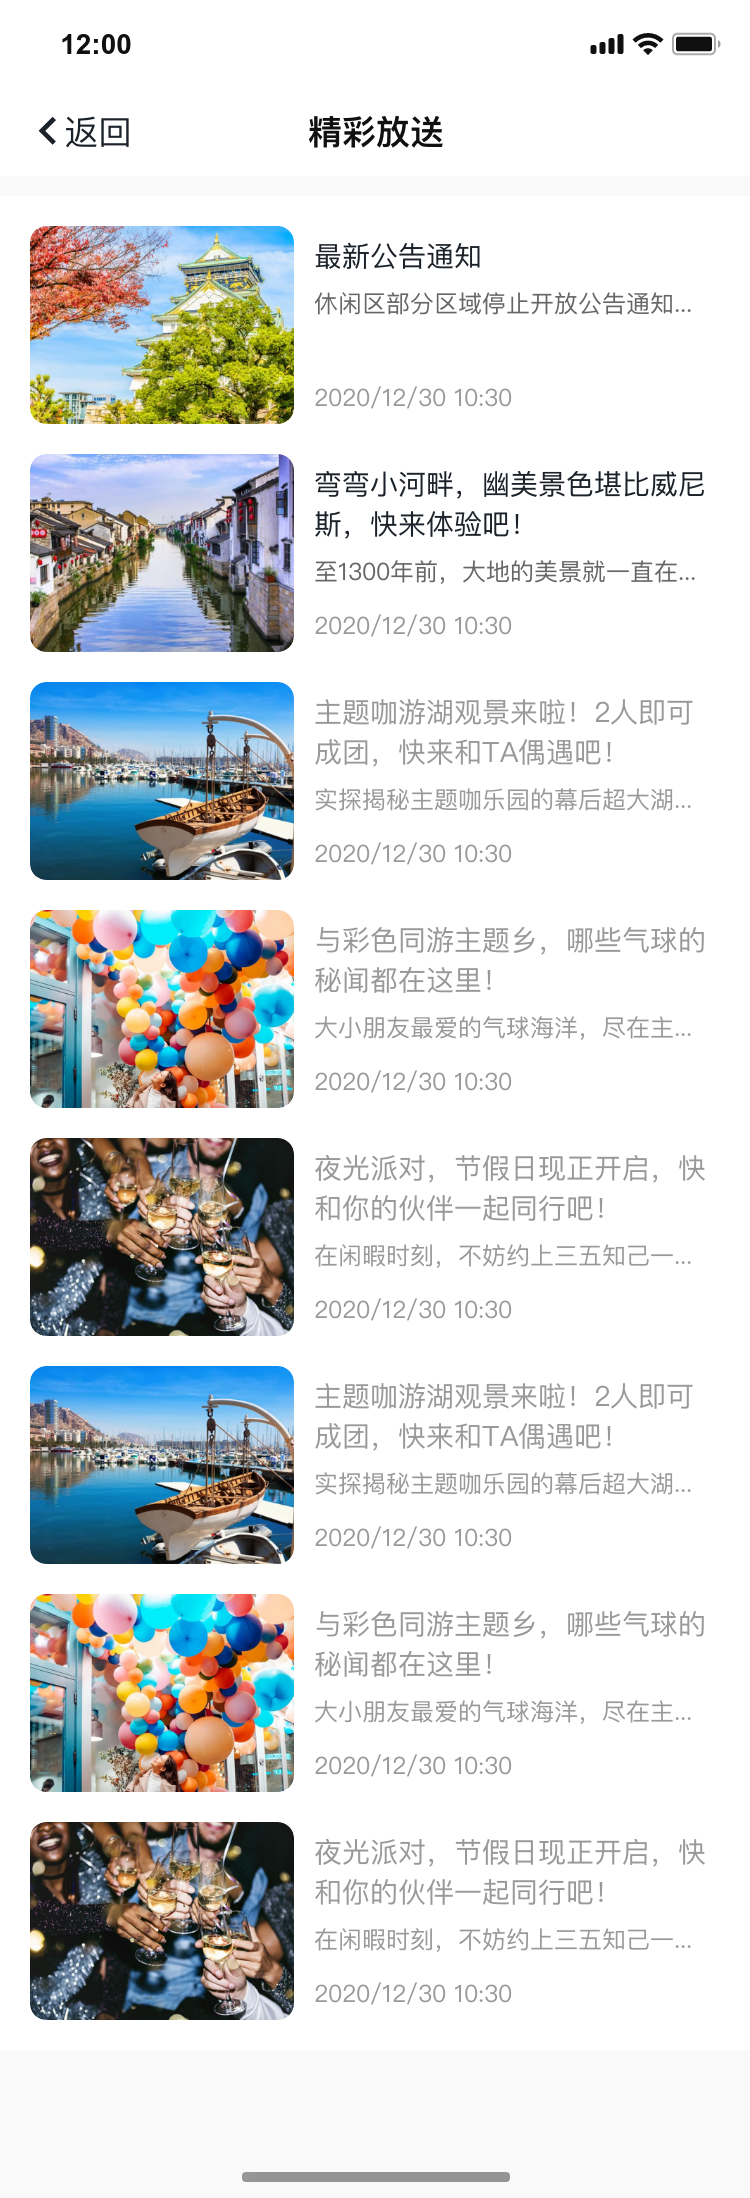 12:00
返回
精彩放送
最新公告通知
休闲区部分区域停止开放公告通知...
2020/12/30 10:30
弯弯小河畔，幽美景色堪比威尼
斯，快来体验吧！
至1300年前，大地的美景就一直在...
2020/12/30 10:30
主题咖游湖观景来啦！2人即可
成团，快来和TA偶遇吧！
实探揭秘主题咖乐园的幕后超大湖...
2020/12/30 10:30
与彩色同游主题乡，哪些气球的
秘闻都在这里！
大小朋友最爱的气球海洋，尽在主...
2020/12/30 10:30
夜光派对，节假日现正开启，快
和你的伙伴一起同行吧！
在闲暇时刻，不妨约上三五知己一...
2020/12/30 10:30
主题咖游湖观景来啦！2人即可
成团，快来和TA偶遇吧！
实探揭秘主题咖乐园的幕后超大湖...
2020/12/30 10:30
与彩色同游主题乡，哪些气球的
秘闻都在这里！
大小朋友最爱的气球海洋，尽在主...
2020/12/30 10:30
夜光派对，节假日现正开启，快
和你的伙伴一起同行吧！
在闲暇时刻，不妨约上三五知己一...
2020/12/30 10:30